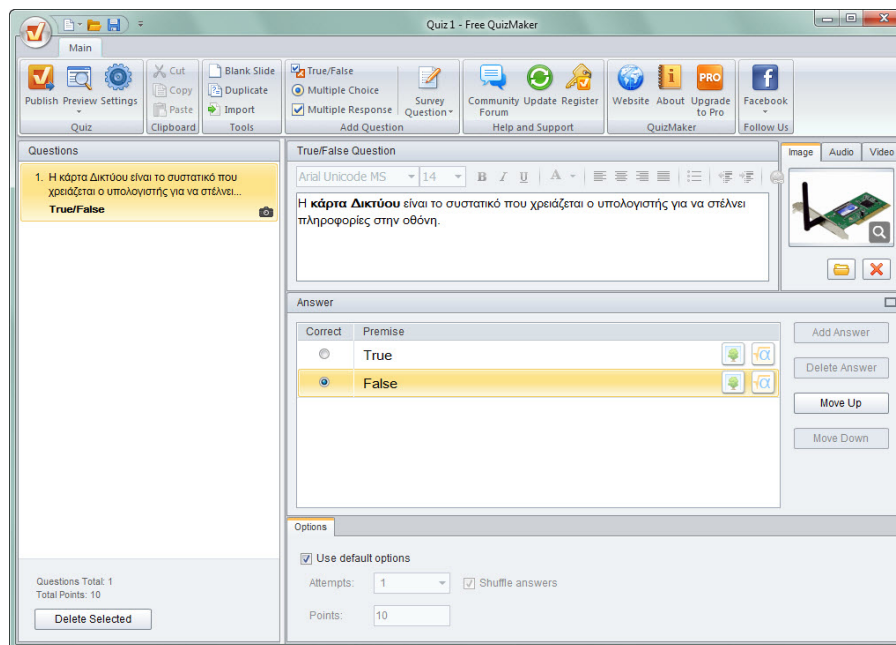 Quiz 1 - Free QuizMaker
Main
Publish Preview Settings
Quiz
Cut
Copy
Paste
Clipboard
Blank Slide
Duplicate
Import
Tools
True/False
Multiple Choice
Multiple Response
Survey
Question
Add Question
Community Forum
Update
Register
Help and Support
Website
About
PRO
Upgrade to Pro
QuizMaker
Facebook
Follow Us
Questions
1. Η κάρτα Δικτύου είναι το συστατικό που
χρειάζεται ο υπολογιστής για να στέλνει...
True/False
Questions Total: 1
Total Points: 10
Delete Selected
True/False Question
Arial Unicode MS 14 B I U A
Η κάρτα Δικτύου είναι το συστατικό που χρειάζεται ο υπολογιστής για να στέλνει
πληροφορίες στην οθόνη.
Image Audio Video
Answer
Correct Premise
True √α
False √α
Add Answer
Delete Answer
Move Up
Move Down
Options
Use default options
Attempts: 1 Shuffle answers
Points: 10